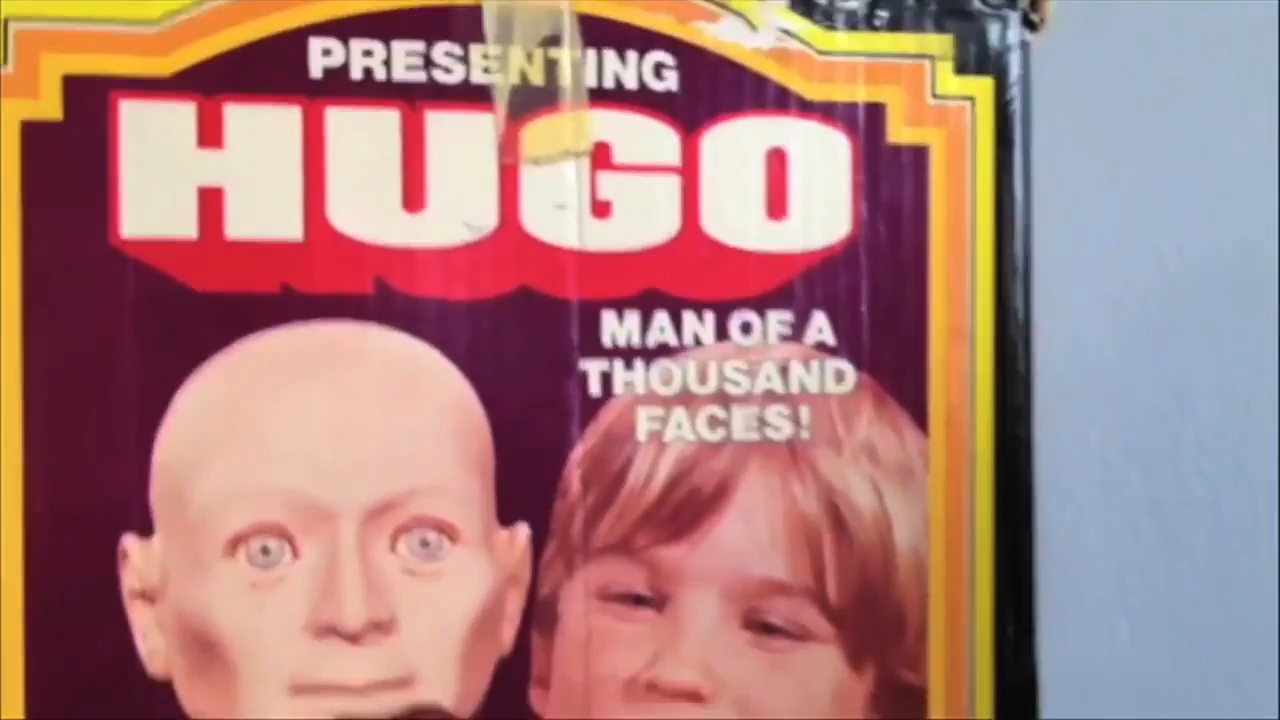 PRESENTING
HUGO
MAN OF A
THOUSAND
FACES!